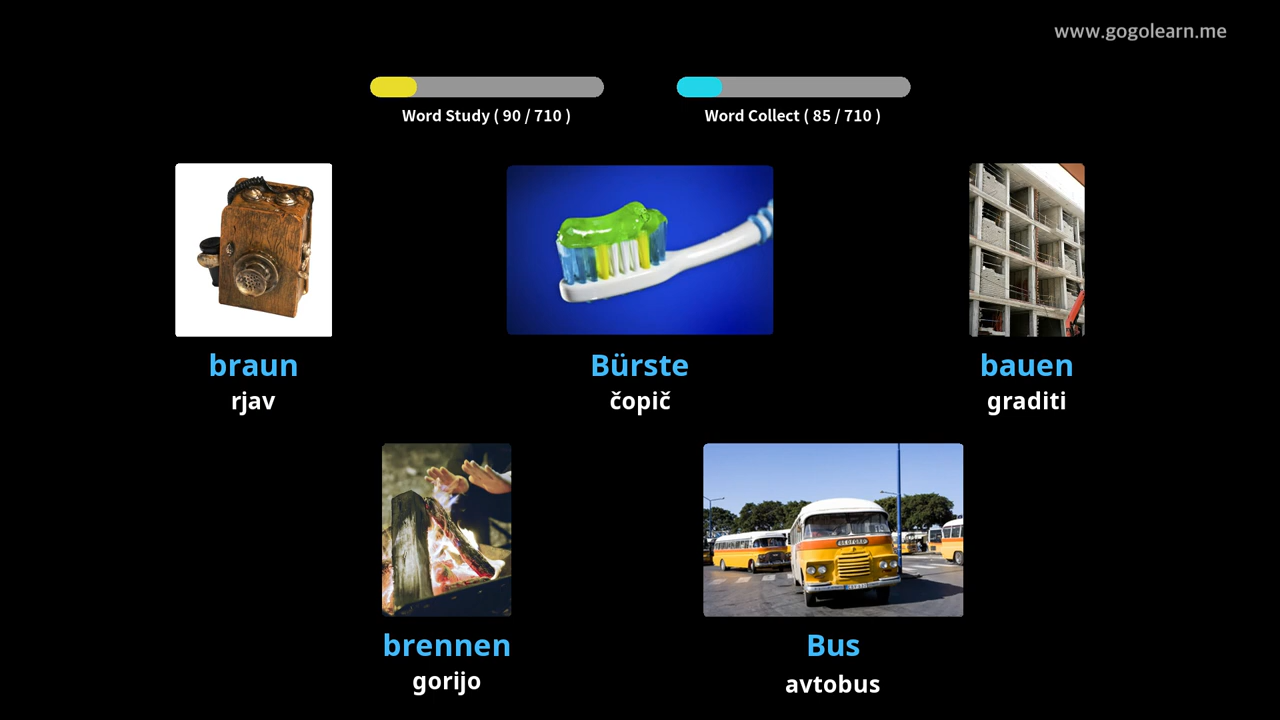 www.gogolearn.me
Word Study ( 90 / 710 )
Word Collect ( 85 / 710 )
braun
rjav
Bürste
čopič
bauen
graditi
brennen
gorijo
BEDFORD
Bus
avtobus